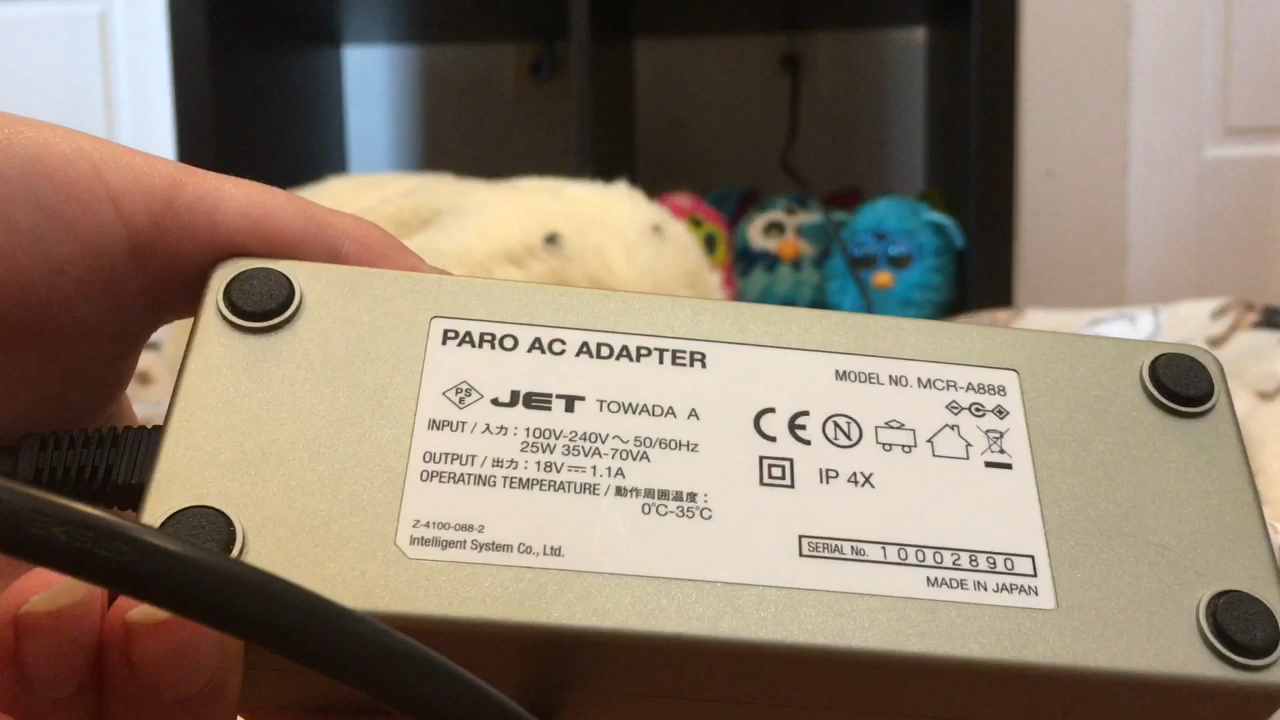 PARO AC ADAPTER
MODEL NO. MCR-A888
PS
E
JET TOWADA A
INPUT / 入力 : 100V-240V ～ 50/60Hz
25W 35VA-70VA
OUTPUT / 出力 : 18V ⎓ 1.1A
OPERATING TEMPERATURE / 動作周囲温度 :
0°C-35°C
CE N
IP 4X
Z-4100-088-2
Intelligent System Co., Ltd.
SERIAL No. 10002890
MADE IN JAPAN